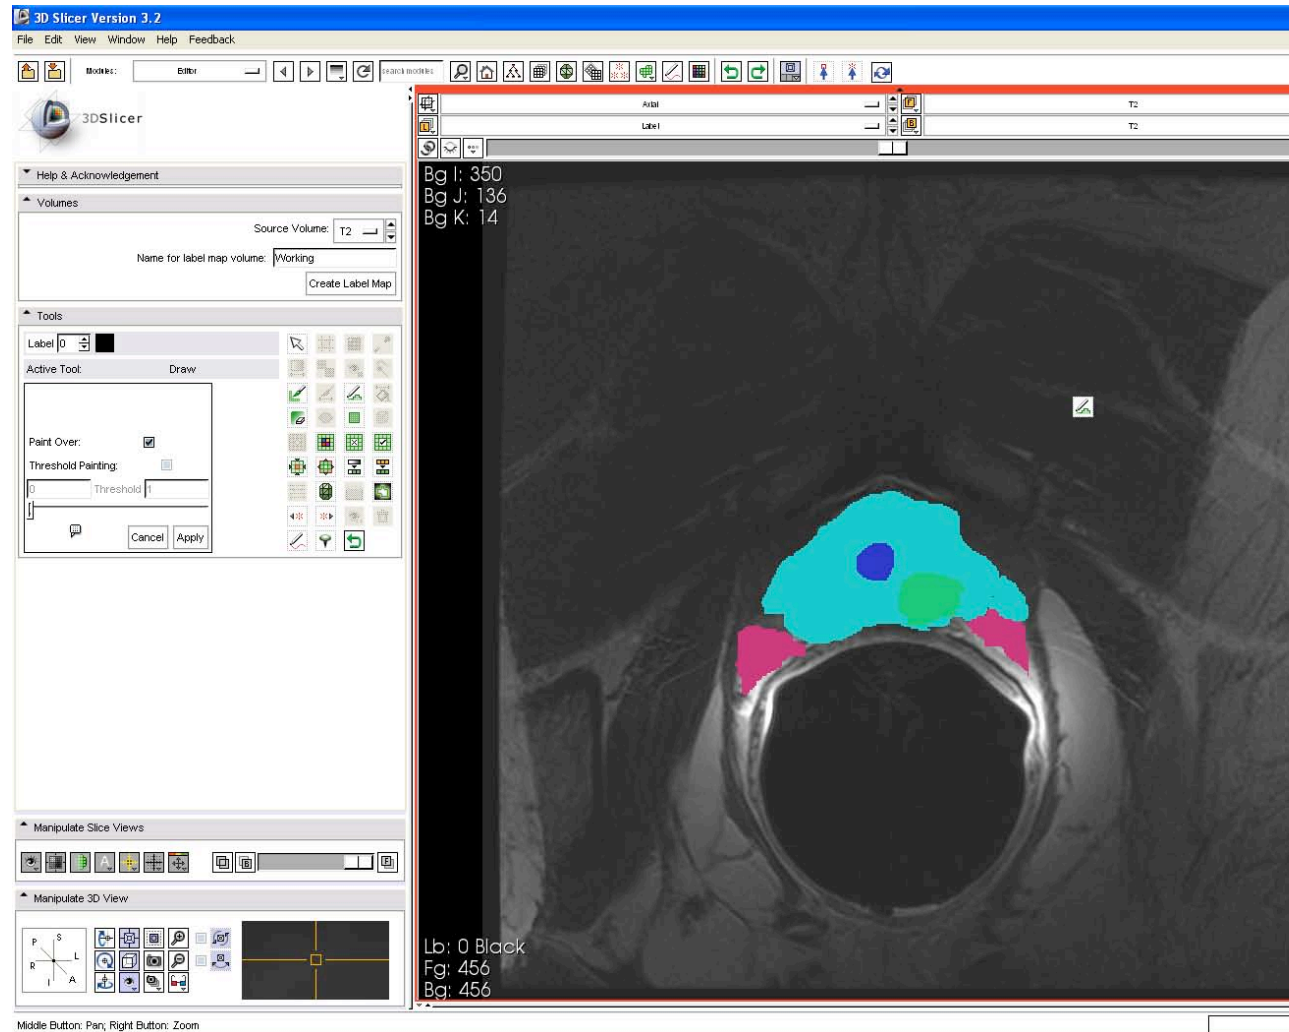 3D Slicer Version 3.2
File Edit View Window Help Feedback
Modules: Editor search modules
3DSlicer
Axial T2
Label T2
Help & Acknowledgement
Volumes
Source Volume: T2
Name for label map volume: Working
Create Label Map
Tools
Label 0
Active Tool: Draw
Paint Over:
Threshold Painting:
0 Threshold 1
Cancel Apply
Manipulate Slice Views
Manipulate 3D View
P S
R L
I A
Bg I: 350
Bg J: 136
Bg K: 14
Lb: 0 Black
Fg: 456
Bg: 456
Middle Button: Pan; Right Button: Zoom